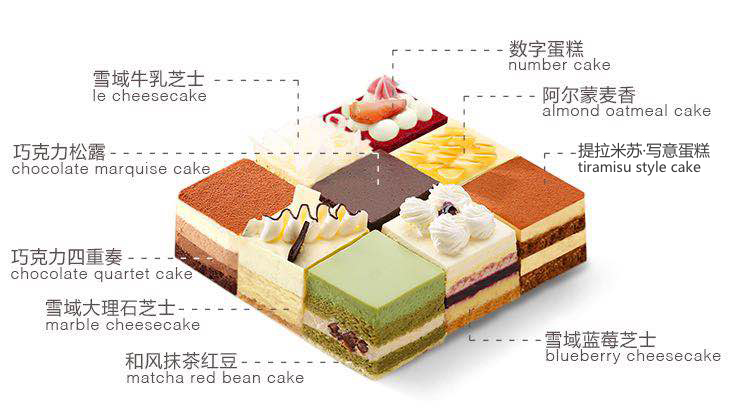 数字蛋糕
number cake
雪域牛乳芝士
le cheesecake
阿尔蒙麦香
almond oatmeal cake
巧克力松露
chocolate marquise cake
提拉米苏·写意蛋糕
tiramisu style cake
巧克力四重奏
chocolate quartet cake
雪域大理石芝士
marble cheesecake
雪域蓝莓芝士
blueberry cheesecake
和风抹茶红豆
matcha red bean cake